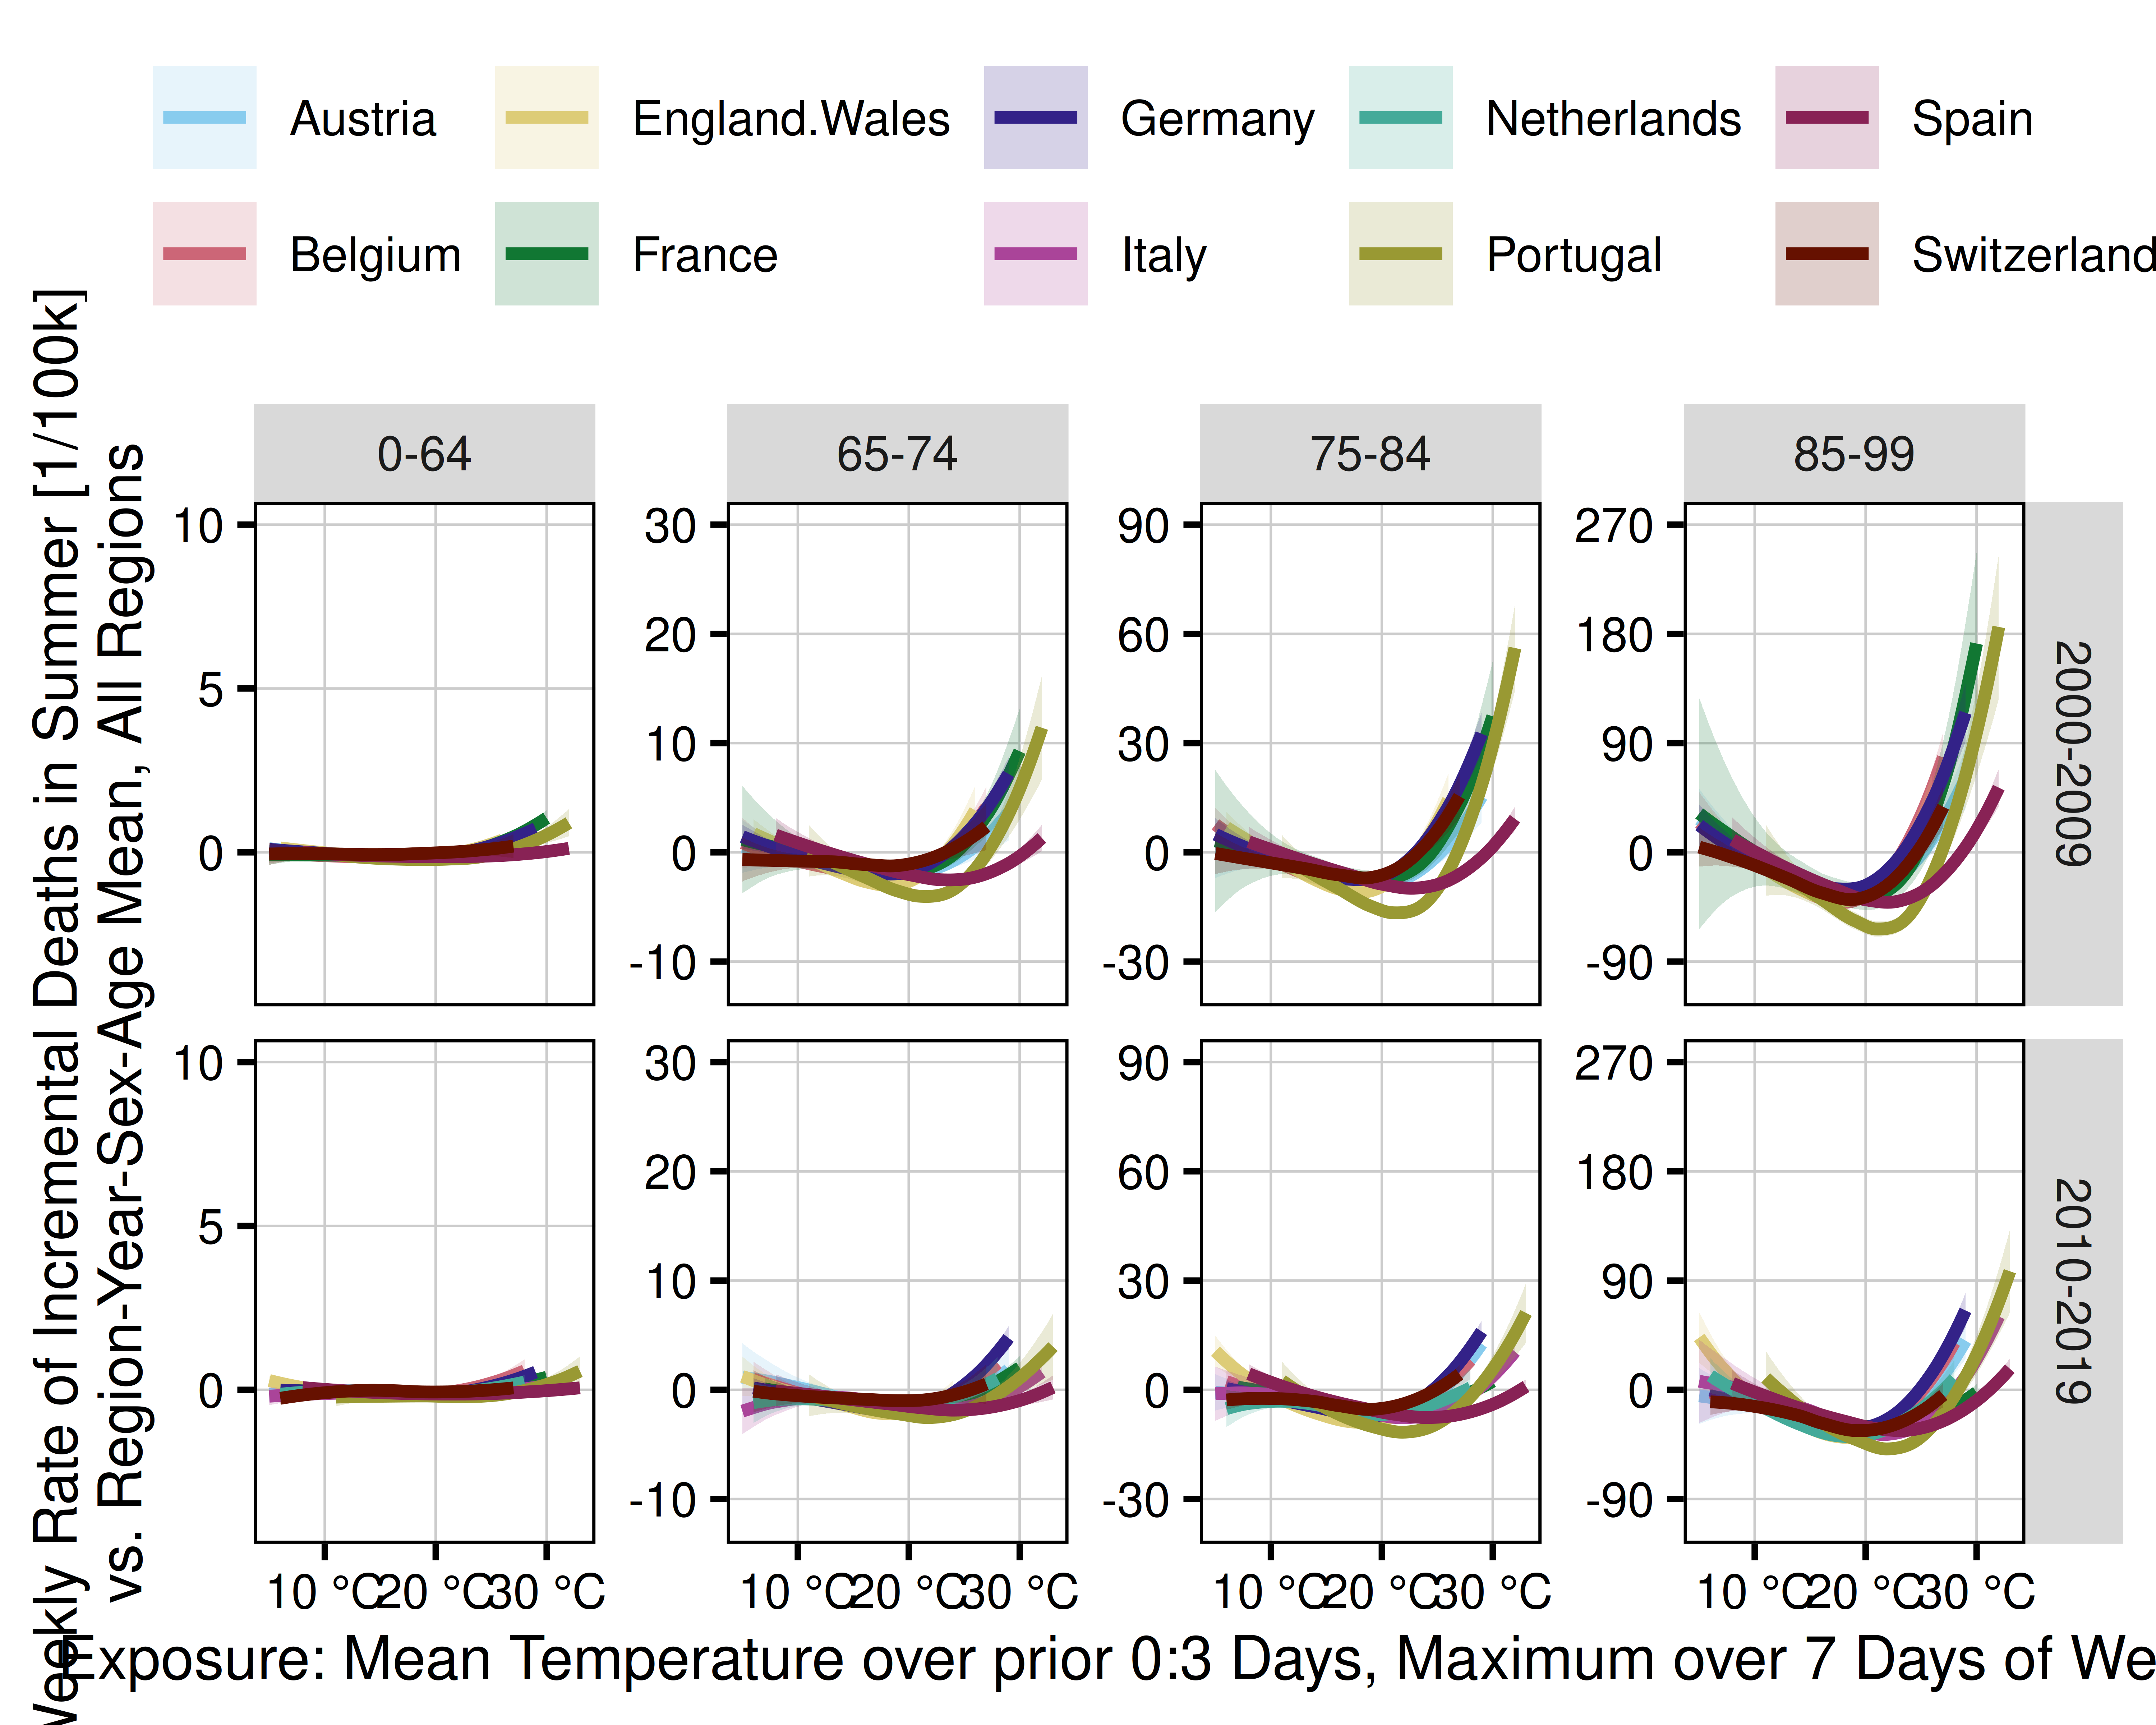 Austria England.Wales Germany Netherlands Spain
Belgium France Italy Portugal Switzerland
Weekly Rate of Incremental Deaths in Summer [1/100k]
vs. Region-Year-Sex-Age Mean, All Regions
0-64 65-74 75-84 85-99
10 30 90 270
20 60 180
5
10 30 90
0 0 0 0
-10 -30 -90
2000-2009
10 30 90 270
20 60 180
5
10 30 90
0 0 0 0
-10 -30 -90
2010-2019
10 °C 20 °C 30 °C 10 °C 20 °C 30 °C 10 °C 20 °C 30 °C 10 °C 20 °C 30 °C
Exposure: Mean Temperature over prior 0:3 Days, Maximum over 7 Days of We